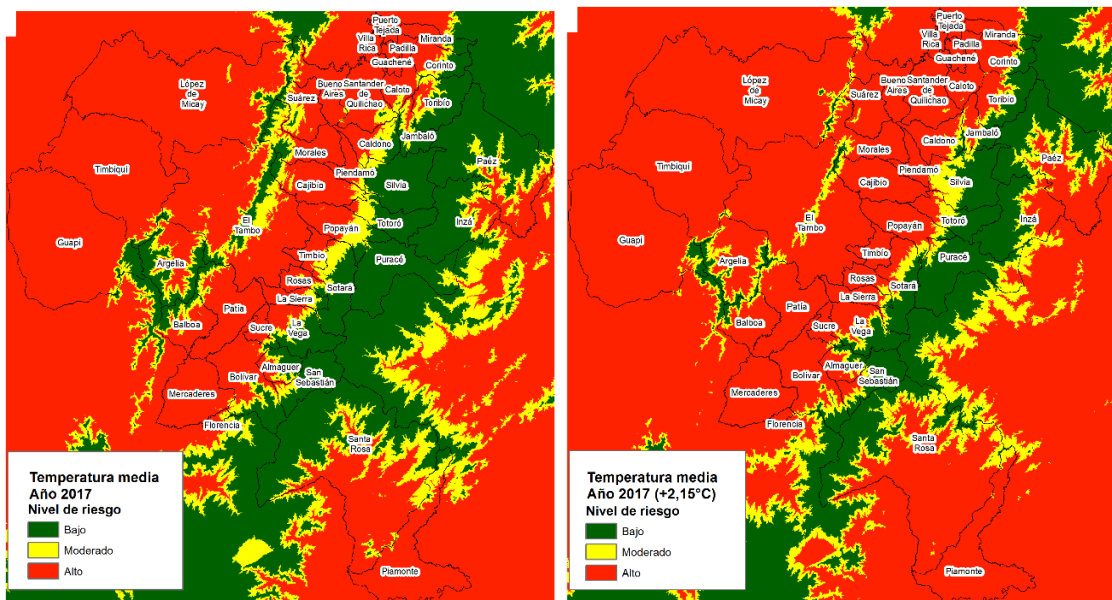 Puerto
Tejada
Villa
Rica
Padilla
Miranda
Guachené
Corinto
López
de
Micay
Suárez
Bueno
Aires
Santander
de
Quilichao
Caloto
Toribío
Jambaló
Caldono
Morales
Piendamó
Paéz
Timbiquí
Cajibío
Silvia
El
Tambo
Popayán
Totoró
Inzá
Guapi
Timbío
Puracé
Argelia
Rosas
Sotará
La Sierra
Patía
Balboa
Sucre
La
Vega
Almaguer
San
Sebastián
Bolívar
Mercaderes
Florencia
Santa
Rosa
Piamonte
Temperatura media
Año 2017
Nivel de riesgo
Bajo
Moderado
Alto
Puerto
Tejada
Villa
Rica
Padilla
Miranda
Guachené
Corinto
López
de
Micay
Suárez
Bueno
Aires
Santander
de
Quilichao
Caloto
Toribío
Jambaló
Caldono
Morales
Piendamó
Paéz
Timbiquí
Cajibío
Silvia
El
Tambo
Popayán
Totoró
Inzá
Guapi
Timbío
Puracé
Argelia
Rosas
Sotará
La Sierra
Patía
Balboa
Sucre
La
Vega
Almaguer
San
Sebastián
Bolívar
Mercaderes
Florencia
Santa
Rosa
Piamonte
Temperatura media
Año 2017 (+2,15°C)
Nivel de riesgo
Bajo
Moderado
Alto